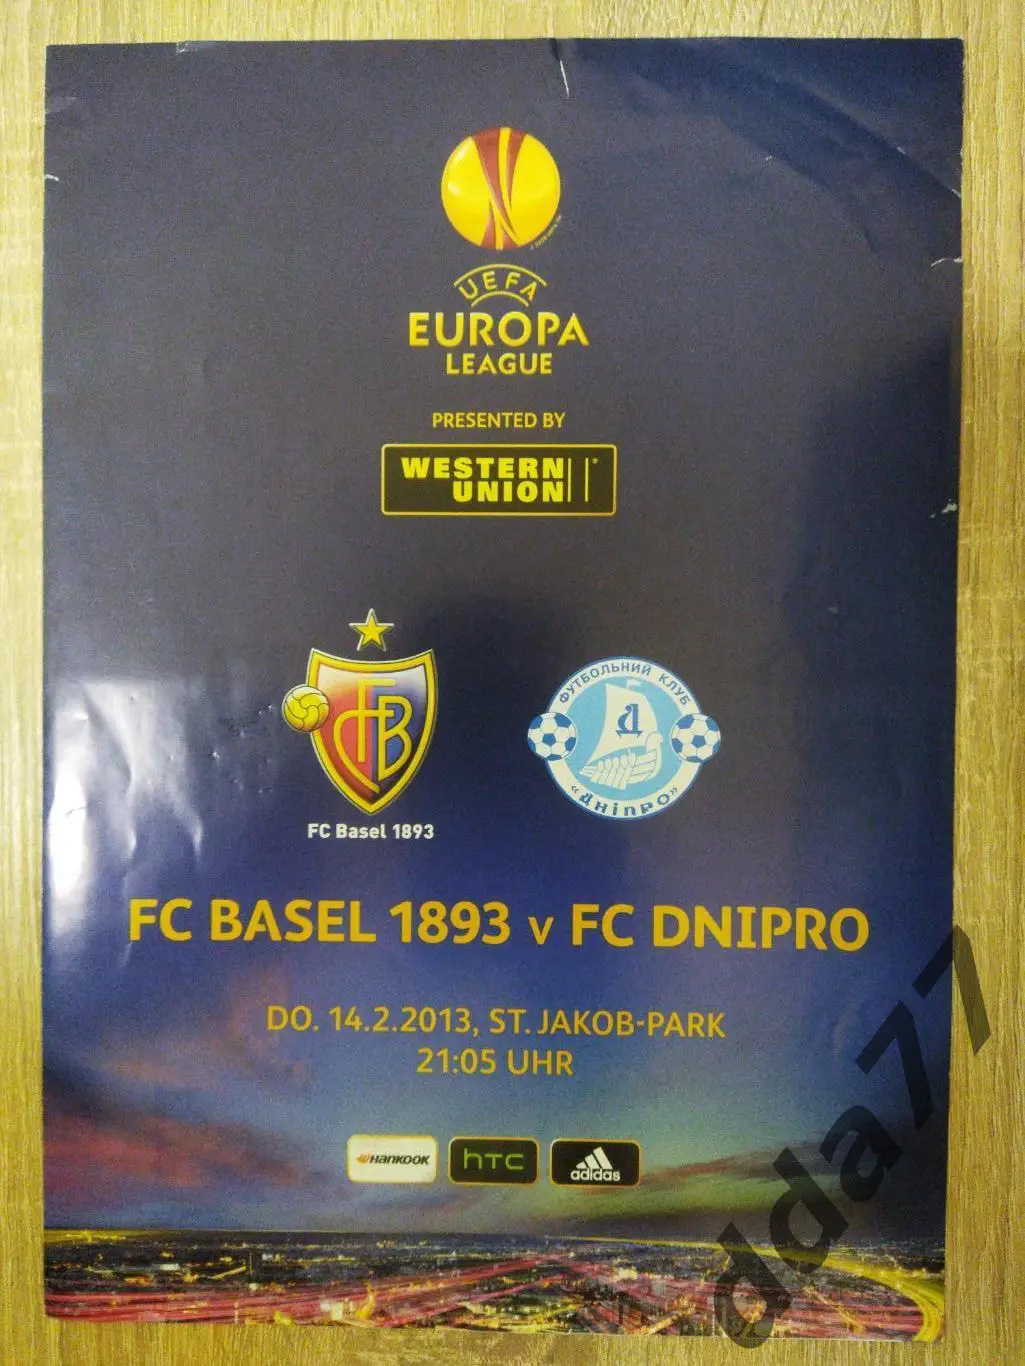 UEFA
EUROPA
LEAGUE
PRESENTED BY
WESTERN
UNION
FCB
FC Basel 1893
ФУТБОЛЬНИЙ КЛУБ
Д
«ДНІПРО»
FC BASEL 1893 v FC DNIPRO
DO. 14.2.2013, ST. JAKOB-PARK
21:05 UHR
HANKOOK
hTC
adidas
dda77